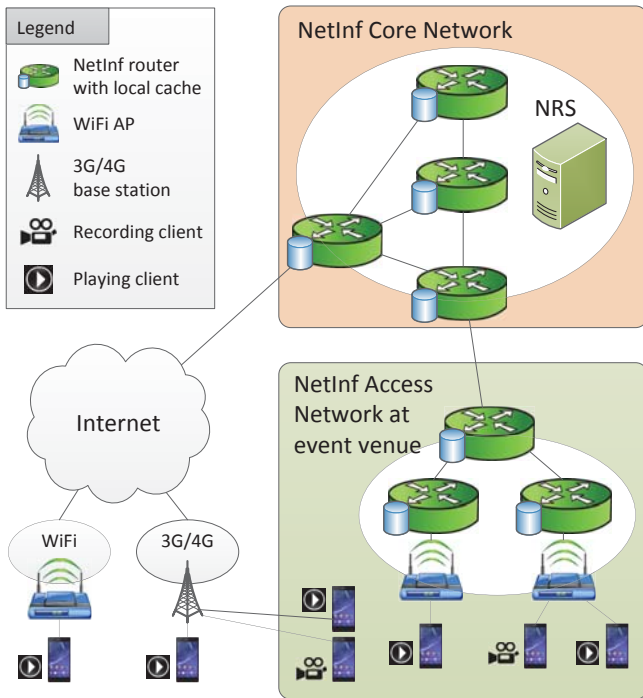 Legend
NetInf router
with local cache
WiFi AP
3G/4G
base station
Recording client
Playing client
NetInf Core Network
NRS
Internet
WiFi
3G/4G
NetInf Access
Network at
event venue